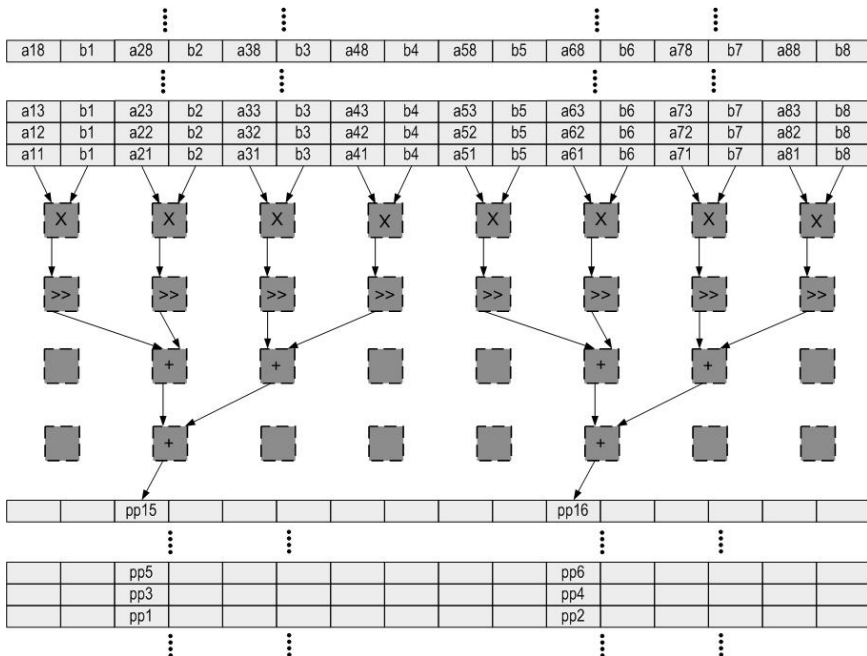 a18 b1 a28 b2 a38 b3 a48 b4 a58 b5 a68 b6 a78 b7 a88 b8
a13 b1 a23 b2 a33 b3 a43 b4 a53 b5 a63 b6 a73 b7 a83 b8
a12 b1 a22 b2 a32 b3 a42 b4 a52 b5 a62 b6 a72 b7 a82 b8
a11 b1 a21 b2 a31 b3 a41 b4 a51 b5 a61 b6 a71 b7 a81 b8
X X X X X X X X
>> >> >> >> >> >> >> >>
+ + + +
+ +
pp15 pp16
pp5 pp6
pp3 pp4
pp1 pp2